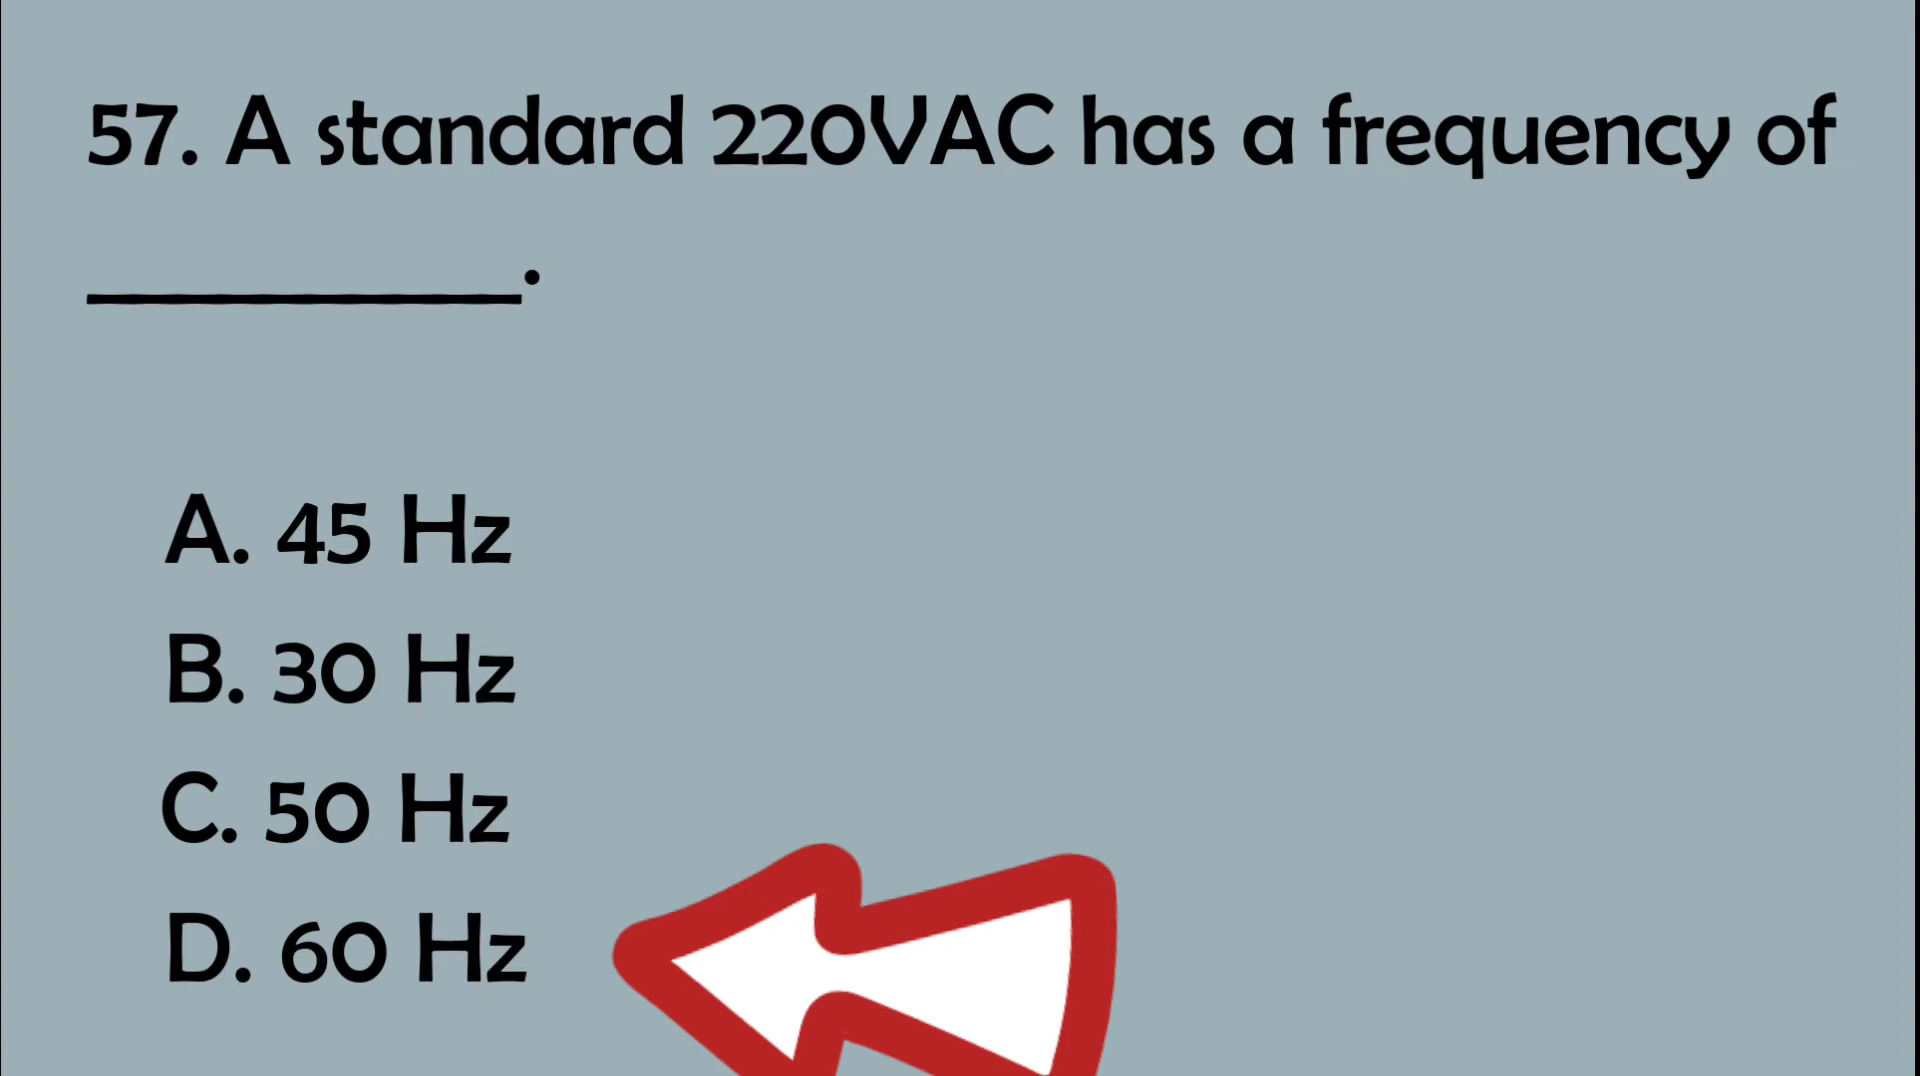 57. A standard 220VAC has a frequency of
__________.
A. 45 Hz
B. 30 Hz
C. 50 Hz
D. 60 Hz